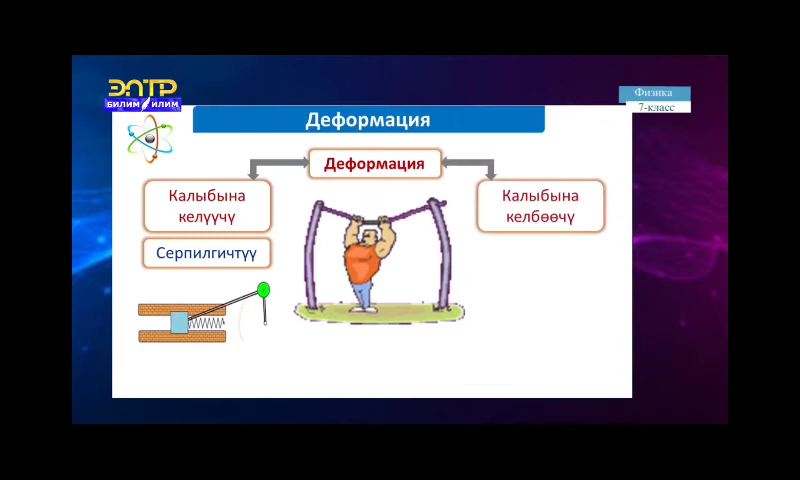 ЭЛТР
БИЛИМ ИЛИМ
Физика
7-класс
Деформация
Деформация
Калыбына
келүүчү
Калыбына
келбөөчү
Серпилгичтүү